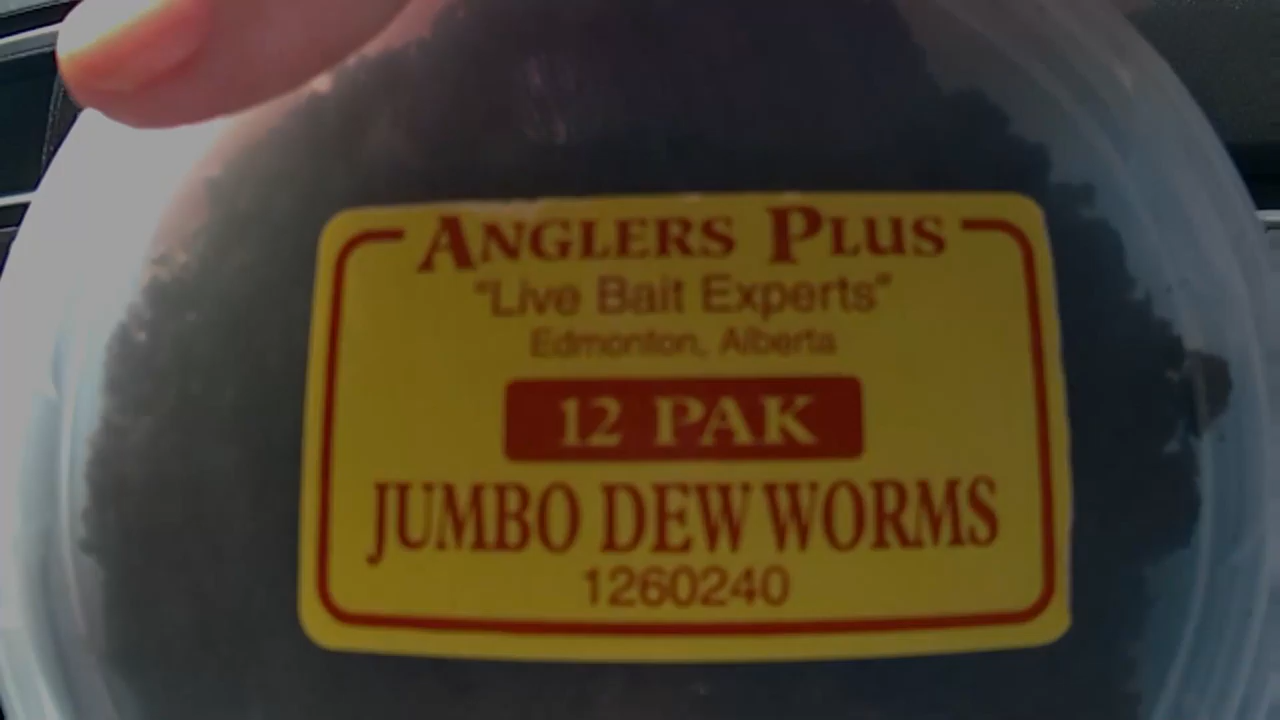 ANGLERS PLUS
"Live Bait Experts"
Edmonton, Alberta
12 PAK
JUMBO DEW WORMS
1260240